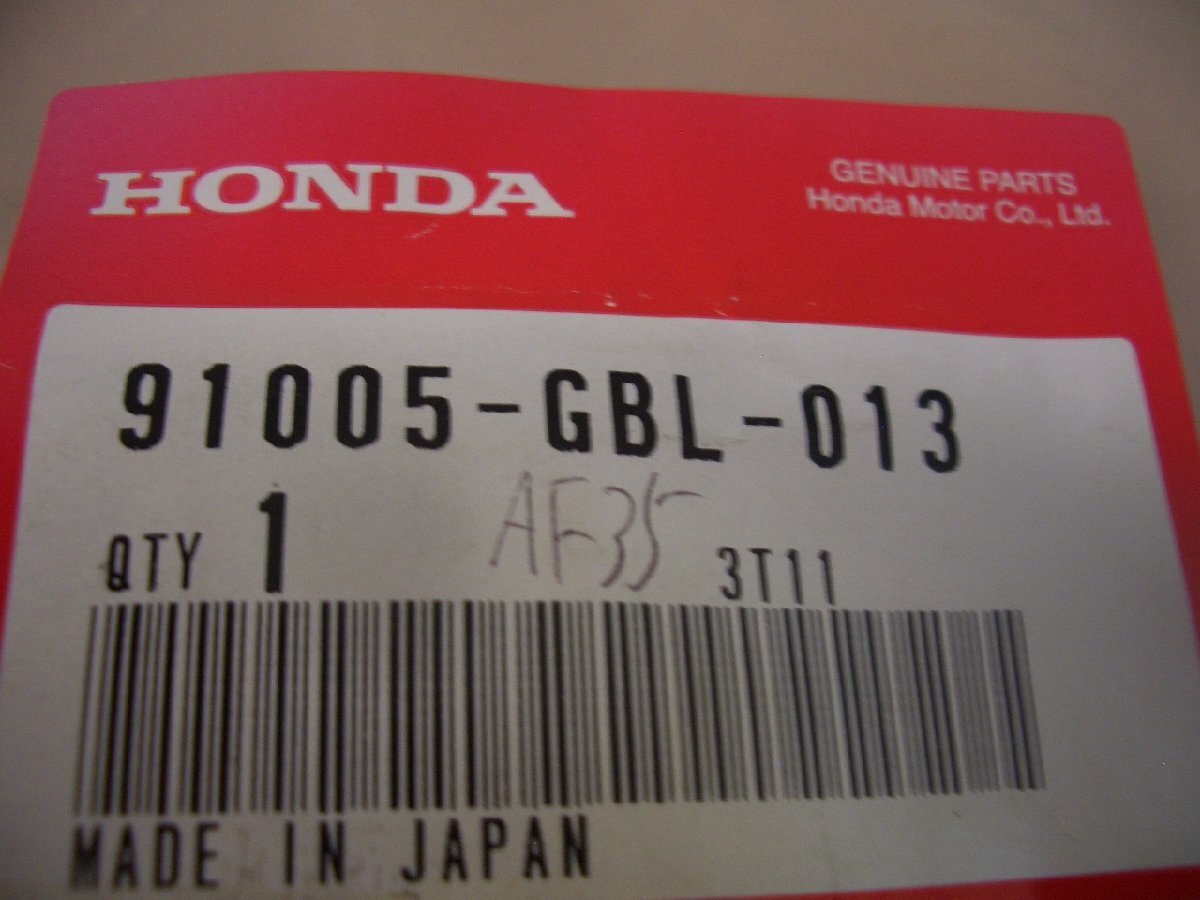 HONDA
GENUINE PARTS
Honda Motor Co., Ltd.
91005-GBL-013
QTY 1 AF35 3T11
MADE IN JAPAN